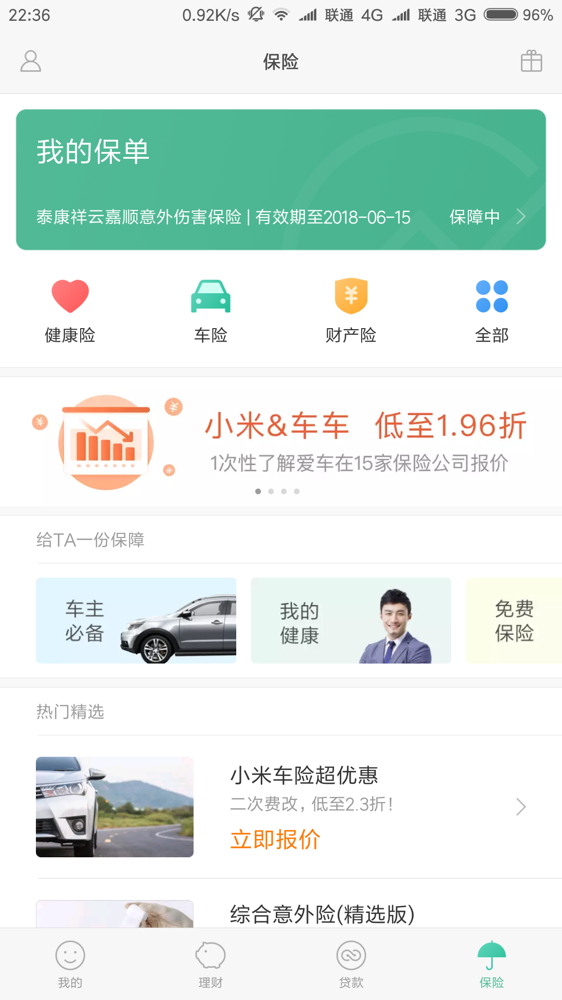 22:36 0.92K/s 联通 4G 联通 3G 96%
保险
我的保单
泰康祥云嘉顺意外伤害保险 | 有效期至2018-06-15 保障中
健康险 车险 财产险 全部
小米&车车 低至1.96折
1次性了解爱车在15家保险公司报价
给TA一份保障
车主
必备
我的
健康
免费
保险
热门精选
小米车险超优惠
二次费改，低至2.3折！
立即报价
综合意外险(精选版)
我的 理财 贷款 保险